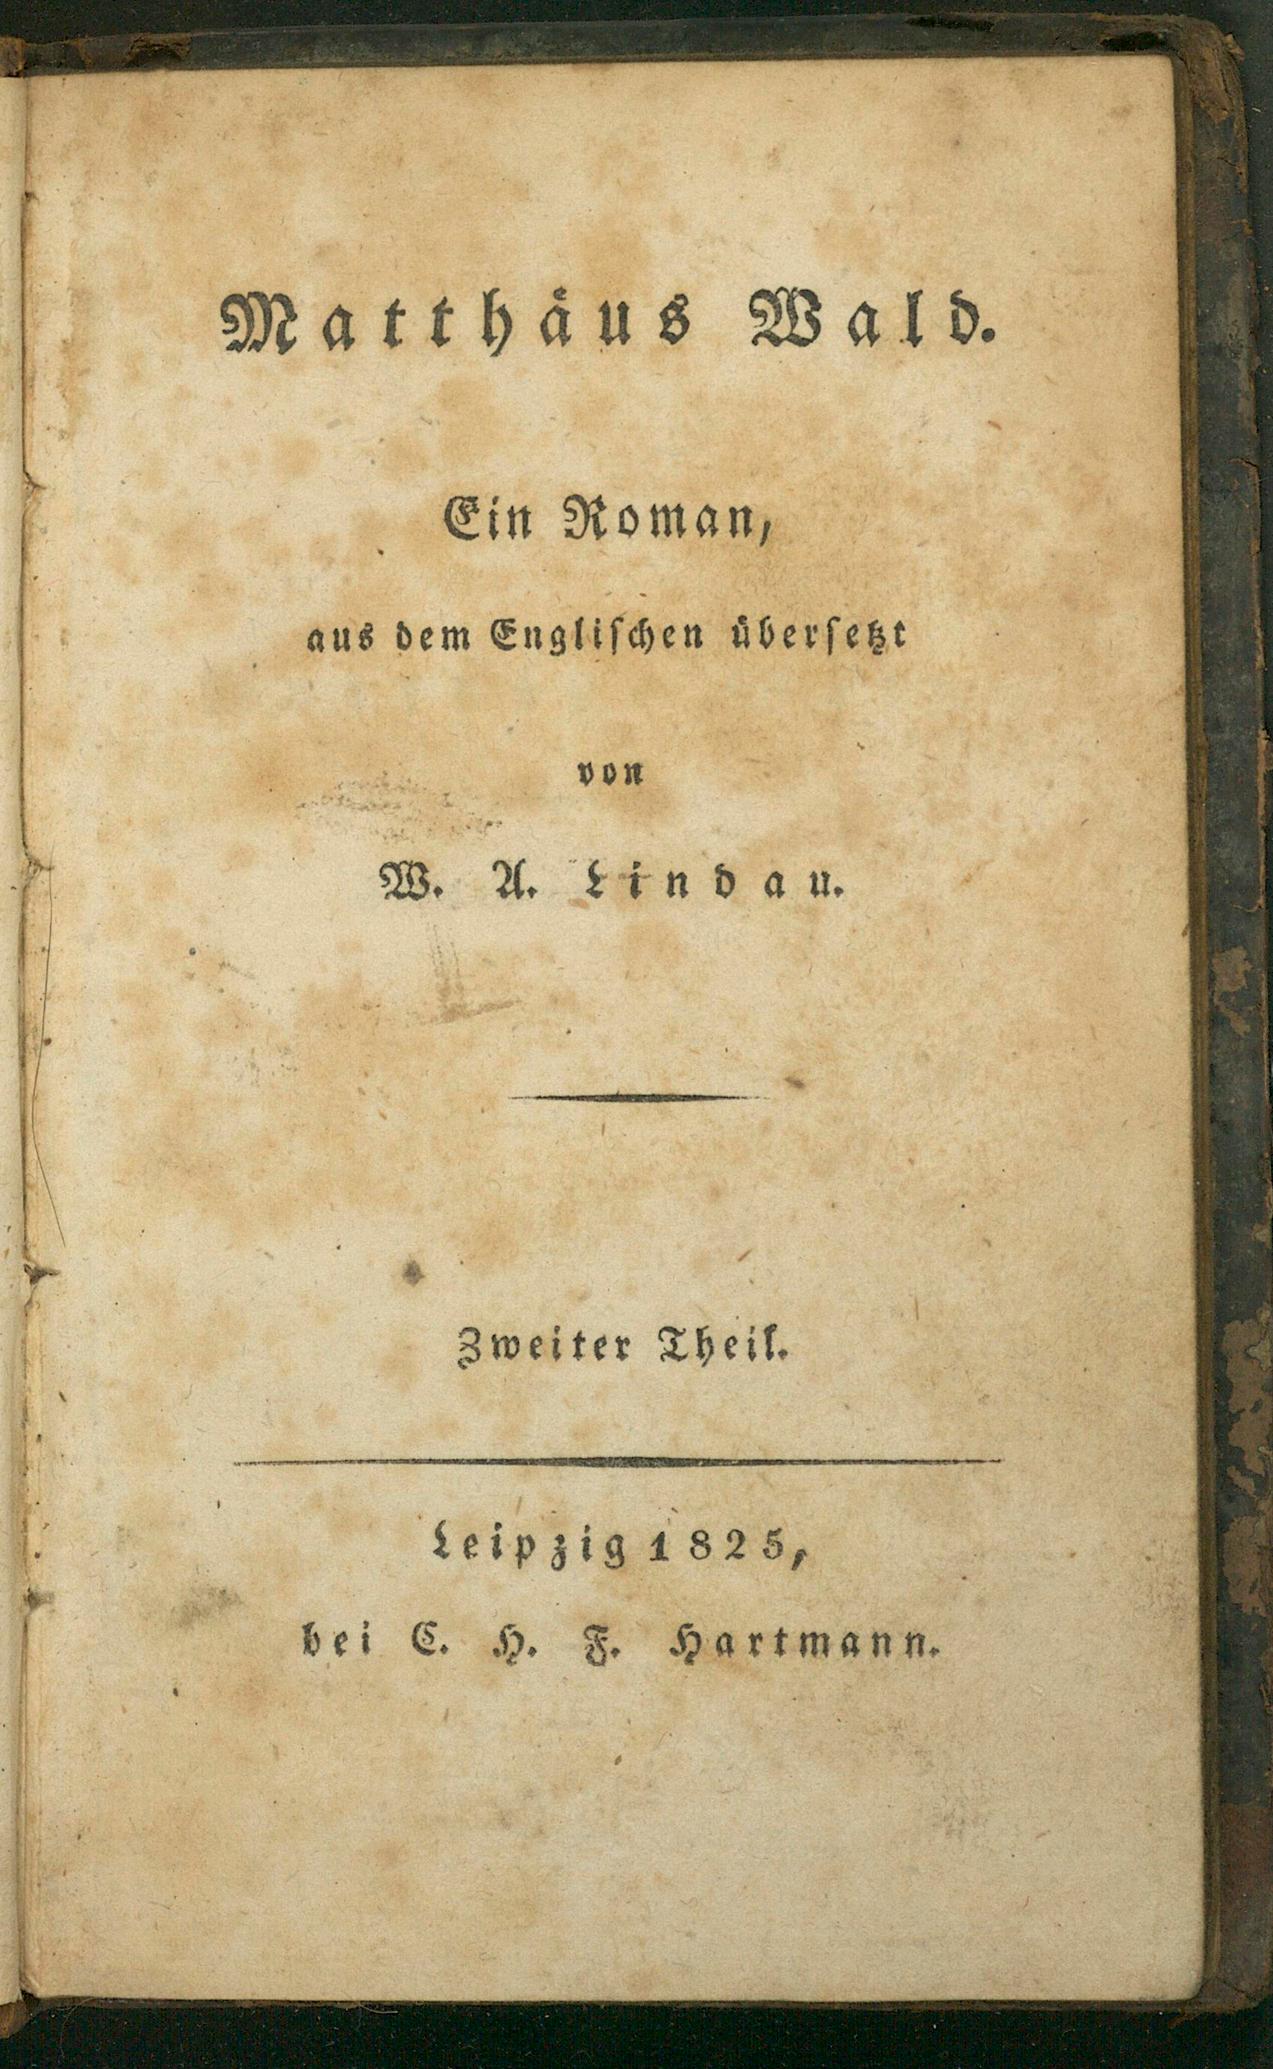 Matthäus Wald.
Ein Roman,
aus dem Englischen übersetzt
von
W. A. Lindau.
Zweiter Theil.
Leipzig 1825,
bei C. H. F. Hartmann.